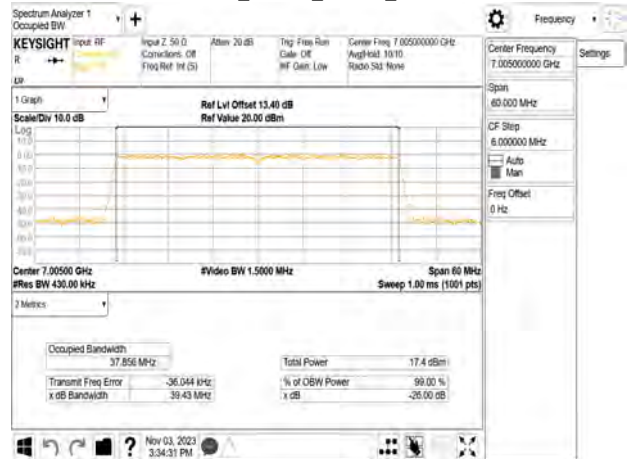 Spectrum Analyzer 1
Occupied BW
Frequency
KEYSIGHT
Input: RF
Input Z: 50 Ω
Corrections: Off
Freq Ref: Int (S)
Atten: 20 dB
Trig: Free Run
Gate: Off
#IF Gain: Low
Center Freq: 7.005000000 GHz
Avg|Hold: 10/10
Radio Std: None
R
Center Frequency
7.005000000 GHz
Settings
Span
60.000 MHz
CF Step
6.000000 MHz
Auto
Man
Freq Offset
0 Hz
1 Graph
Scale/Div 10.0 dB
Ref Lvl Offset 13.40 dB
Ref Value 20.00 dBm
Log
Center 7.00500 GHz
#Res BW 430.00 kHz
#Video BW 1.5000 MHz
Span 60 MHz
Sweep 1.00 ms (1001 pts)
2 Metrics
Occupied Bandwidth
37.856 MHz
Total Power 17.4 dBm
Transmit Freq Error -36.044 kHz
% of OBW Power 99.00 %
x dB Bandwidth 39.43 MHz
x dB -26.00 dB
Nov 03, 2023
3:34:31 PM